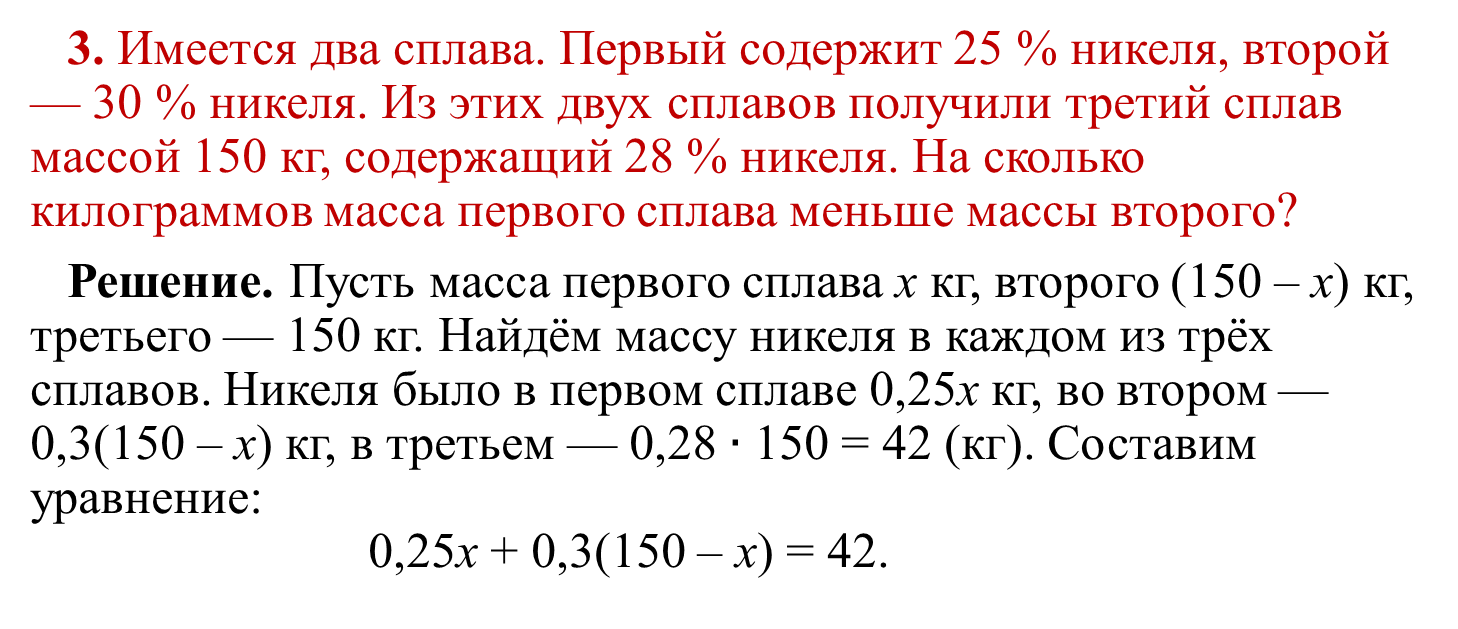 3. Имеется два сплава. Первый содержит 25 % никеля, второй
— 30 % никеля. Из этих двух сплавов получили третий сплав
массой 150 кг, содержащий 28 % никеля. На сколько
килограммов масса первого сплава меньше массы второго?
Решение. Пусть масса первого сплава x кг, второго (150 – x) кг,
третьего — 150 кг. Найдём массу никеля в каждом из трёх
сплавов. Никеля было в первом сплаве 0,25x кг, во втором —
0,3(150 – x) кг, в третьем — 0,28 · 150 = 42 (кг). Составим
уравнение:
0,25x + 0,3(150 – x) = 42.